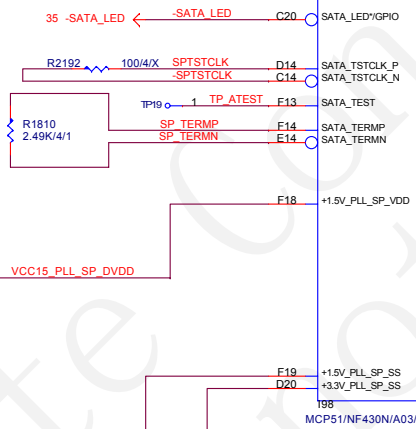 35 -SATA_LED -SATA_LED C20 SATA_LED*/GPIO
R2192 100/4/X SPTSTCLK D14 SATA_TSTCLK_P
-SPTSTCLK C14 SATA_TSTCLK_N
TP19 1 TP_ATEST F13 SATA_TEST
R1810
2.49K/4/1
SP_TERMP F14 SATA_TERMP
SP_TERMN E14 SATA_TERMN
F18 +1.5V_PLL_SP_VDD
VCC15_PLL_SP_DVDD
F19 +1.5V_PLL_SP_SS
D20 +3.3V_PLL_SP_SS
I98
MCP51/NF430N/A03/